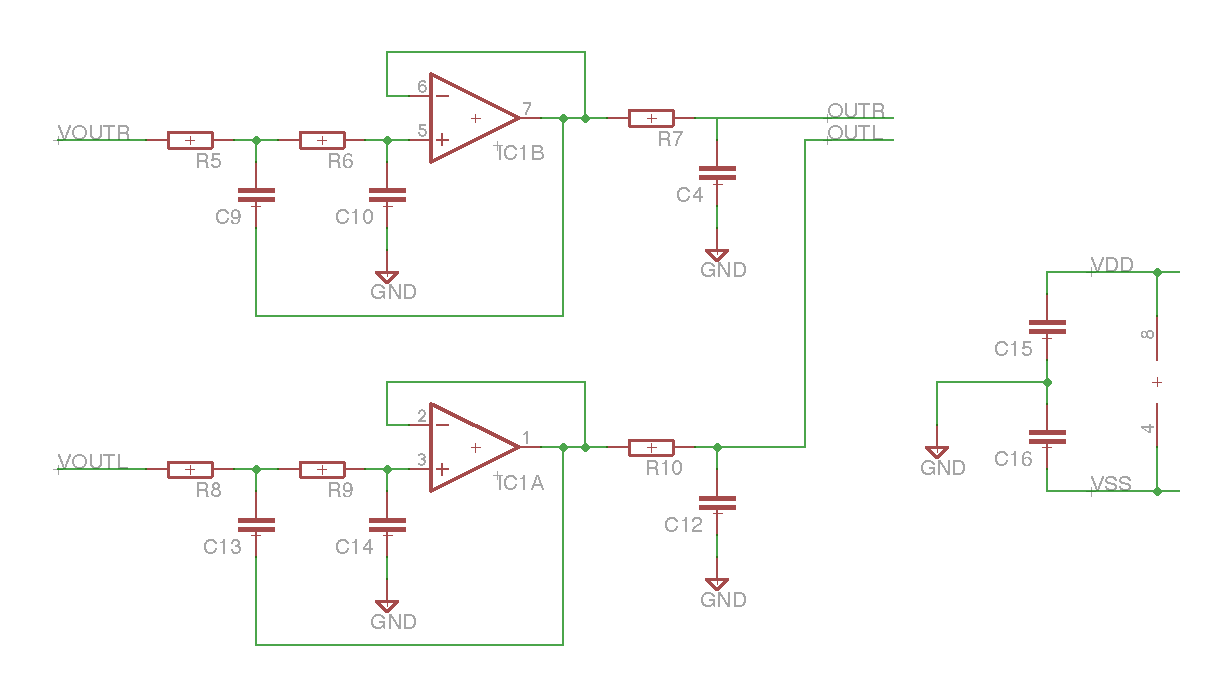 6
7
OUTR
VOUTR
5
OUTL
R5
R6
IC1B
R7
C9
C10
C4
GND
GND
VDD
8
C15
2
1
4
VOUTL
3
GND
C16
R8
R9
IC1A
R10
VSS
C13
C14
C12
GND
GND